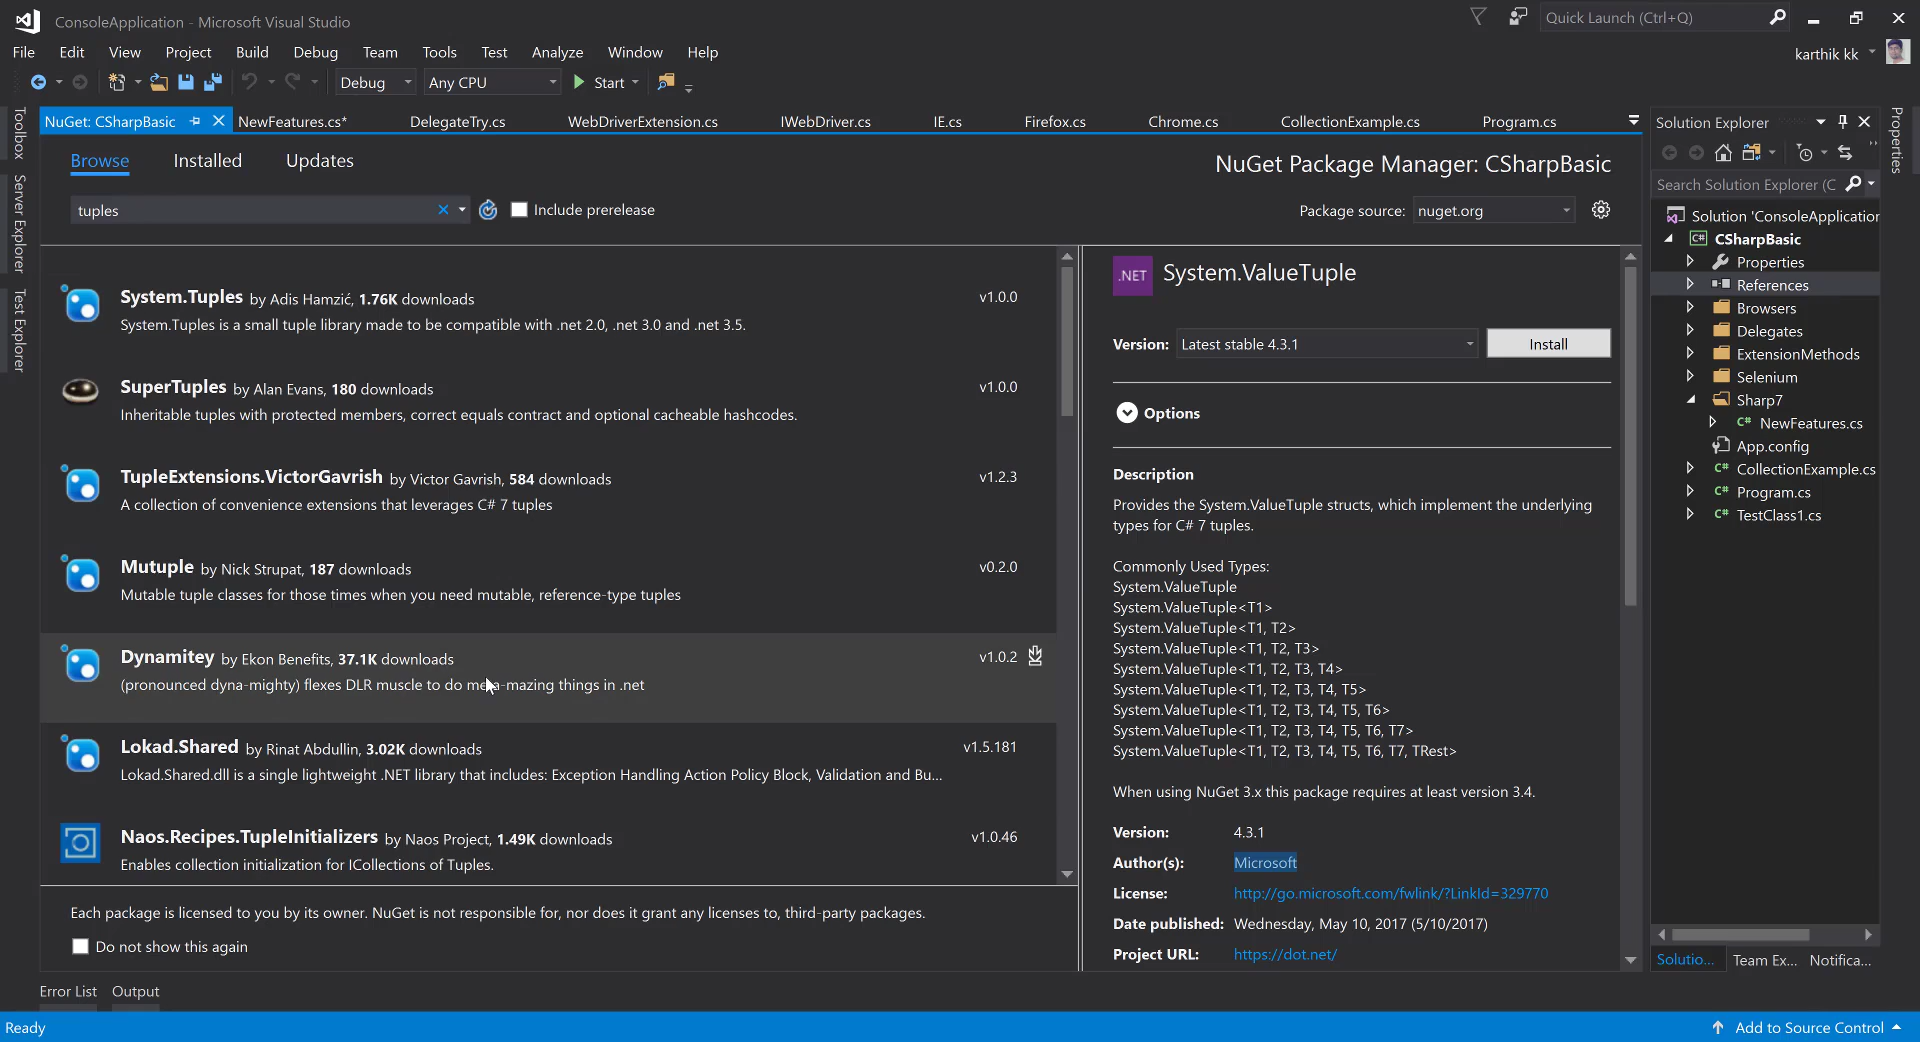 ConsoleApplication - Microsoft Visual Studio
Quick Launch (Ctrl+Q)
File Edit View Project Build Debug Team Tools Test Analyze Window Help
karthik kk
Debug Any CPU Start
Toolbox
Server Explorer
Test Explorer
NuGet: CSharpBasic NewFeatures.cs* DelegateTry.cs WebDriverExtension.cs IWebDriver.cs IE.cs Firefox.cs Chrome.cs CollectionExample.cs Program.cs
Browse Installed Updates
NuGet Package Manager: CSharpBasic
tuples
Include prerelease
Package source: nuget.org
System.Tuples by Adis Hamzić, 1.76K downloads v1.0.0
System.Tuples is a small tuple library made to be compatible with .net 2.0, .net 3.0 and .net 3.5.
SuperTuples by Alan Evans, 180 downloads v1.0.0
Inheritable tuples with protected members, correct equals contract and optional cacheable hashcodes.
TupleExtensions.VictorGavrish by Victor Gavrish, 584 downloads v1.2.3
A collection of convenience extensions that leverages C# 7 tuples
Mutuple by Nick Strupat, 187 downloads v0.2.0
Mutable tuple classes for those times when you need mutable, reference-type tuples
Dynamitey by Ekon Benefits, 37.1K downloads v1.0.2
(pronounced dyna-mighty) flexes DLR muscle to do meta-mazing things in .net
Lokad.Shared by Rinat Abdullin, 3.02K downloads v1.5.181
Lokad.Shared.dll is a single lightweight .NET library that includes: Exception Handling Action Policy Block, Validation and Bu...
Naos.Recipes.TupleInitializers by Naos Project, 1.49K downloads v1.0.46
Enables collection initialization for ICollections of Tuples.
Each package is licensed to you by its owner. NuGet is not responsible for, nor does it grant any licenses to, third-party packages.
Do not show this again
.NET System.ValueTuple
Version: Latest stable 4.3.1 Install
Options
Description
Provides the System.ValueTuple structs, which implement the underlying
types for C# 7 tuples.
Commonly Used Types:
System.ValueTuple
System.ValueTuple<T1>
System.ValueTuple<T1, T2>
System.ValueTuple<T1, T2, T3>
System.ValueTuple<T1, T2, T3, T4>
System.ValueTuple<T1, T2, T3, T4, T5>
System.ValueTuple<T1, T2, T3, T4, T5, T6>
System.ValueTuple<T1, T2, T3, T4, T5, T6, T7>
System.ValueTuple<T1, T2, T3, T4, T5, T6, T7, TRest>
When using NuGet 3.x this package requires at least version 3.4.
Version: 4.3.1
Author(s): Microsoft
License: http://go.microsoft.com/fwlink/?LinkId=329770
Date published: Wednesday, May 10, 2017 (5/10/2017)
Project URL: https://dot.net/
Solution Explorer
Search Solution Explorer (C
Solution 'ConsoleApplication
C# CSharpBasic
Properties
References
Browsers
Delegates
ExtensionMethods
Selenium
Sharp7
C# NewFeatures.cs
App.config
C# CollectionExample.cs
C# Program.cs
C# TestClass1.cs
Solutio... Team Ex... Notifica...
Properties
Error List Output
Ready
Add to Source Control